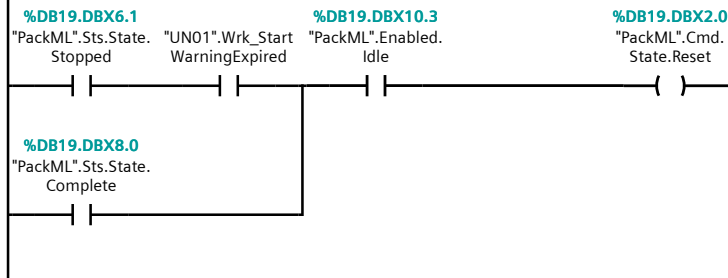 %DB19.DBX6.1
"PackML".Sts.State.
Stopped
"UN01".Wrk_Start
WarningExpired
%DB19.DBX10.3
"PackML".Enabled.
Idle
%DB19.DBX2.0
"PackML".Cmd.
State.Reset
%DB19.DBX8.0
"PackML".Sts.State.
Complete